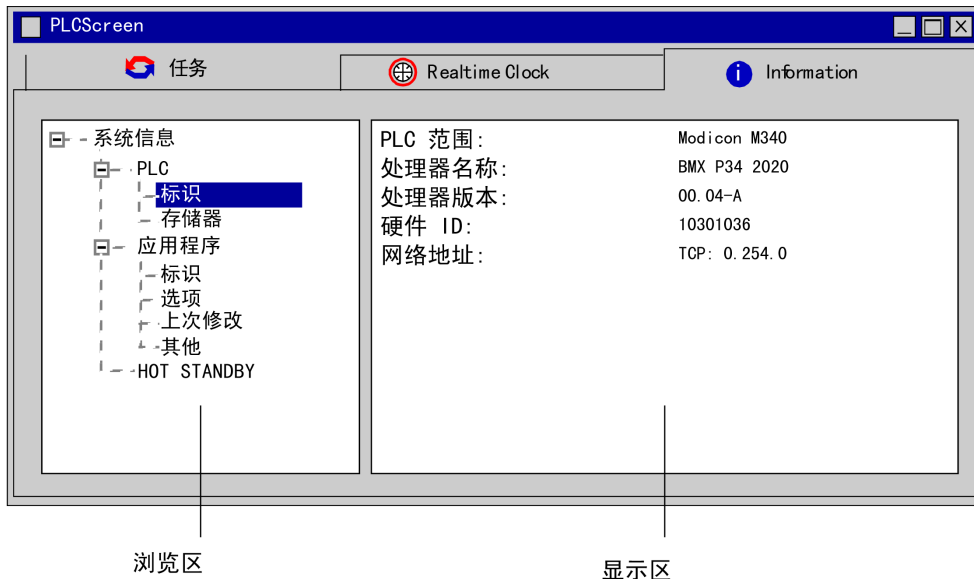 PLCScreen
任务
Realtime Clock
Information
系统信息
PLC
标识
存储器
应用程序
标识
选项
上次修改
其他
HOT STANDBY
PLC 范围: Modicon M340
处理器名称: BMX P34 2020
处理器版本: 00.04-A
硬件 ID: 10301036
网络地址: TCP: 0.254.0
浏览区
显示区